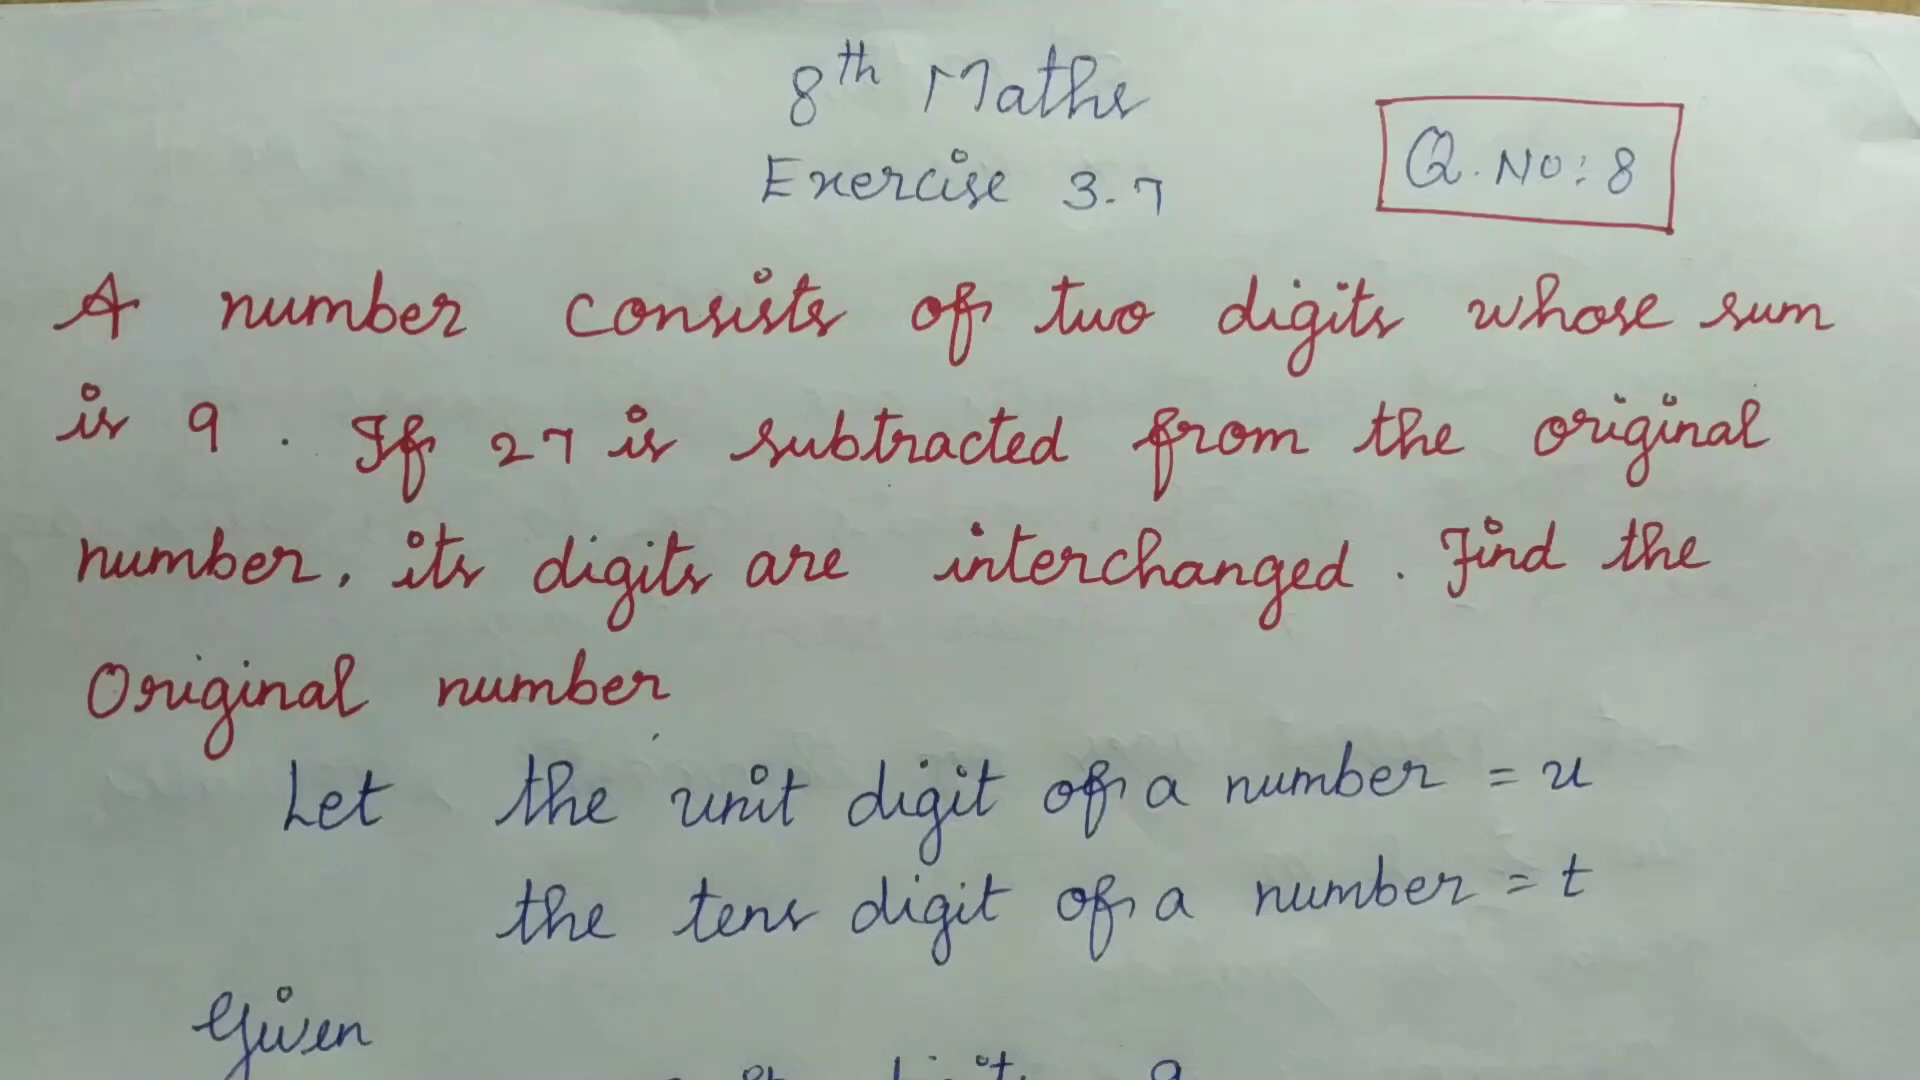 8th Maths
Exercise 3.7
Q. No: 8
A number consists of two digits whose sum
is 9. If 27 is subtracted from the original
number, its digits are interchanged. Find the
Original number
Let the unit digit of a number = u
the tens digit of a number = t
Given